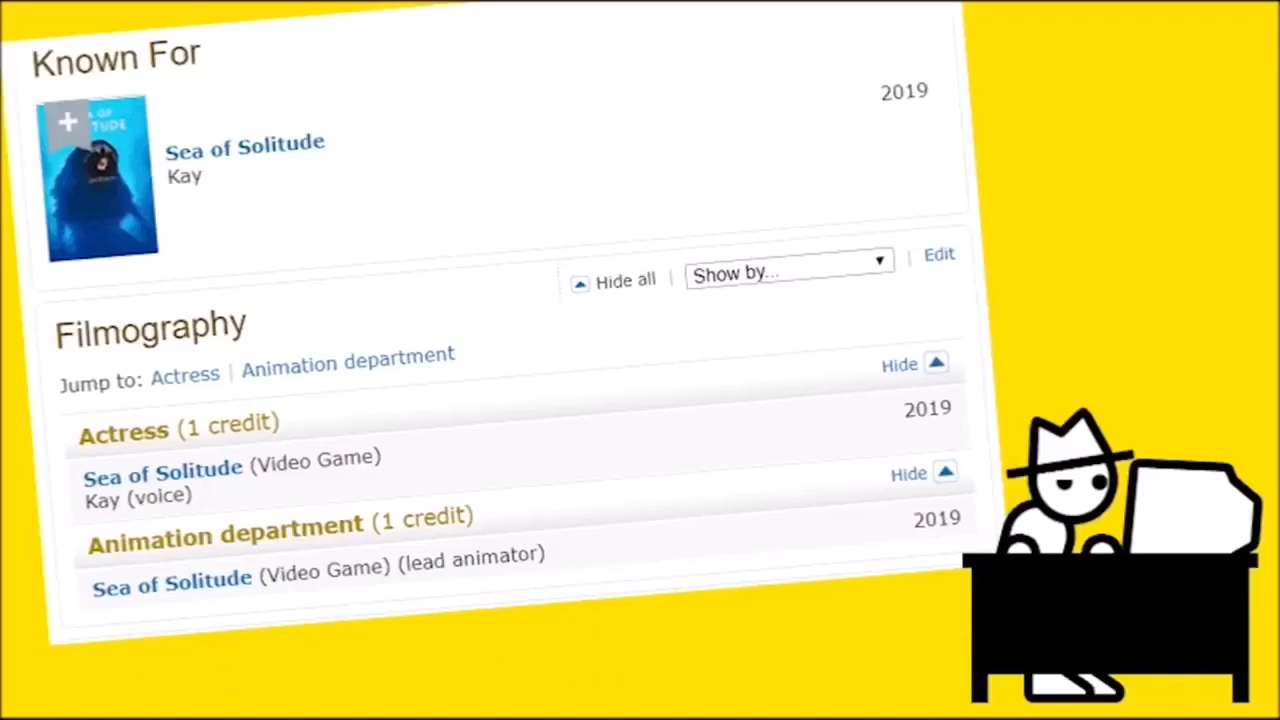 Known For
+
A OF
TUDE
Sea of Solitude
2019
Kay
Hide all | Show by... ▼ | Edit
Filmography
Jump to: Actress | Animation department
Hide
Actress (1 credit)
2019
Sea of Solitude (Video Game)
Kay (voice)
Hide
Animation department (1 credit)
2019
Sea of Solitude (Video Game) (lead animator)